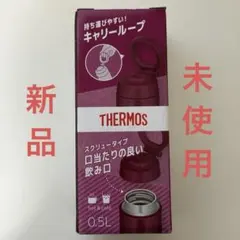 持ち運びやすい!
キャリーループ
未使用
新品
THERMOS
スクリュータイプ
口当たりの良い
飲み口
0.5L